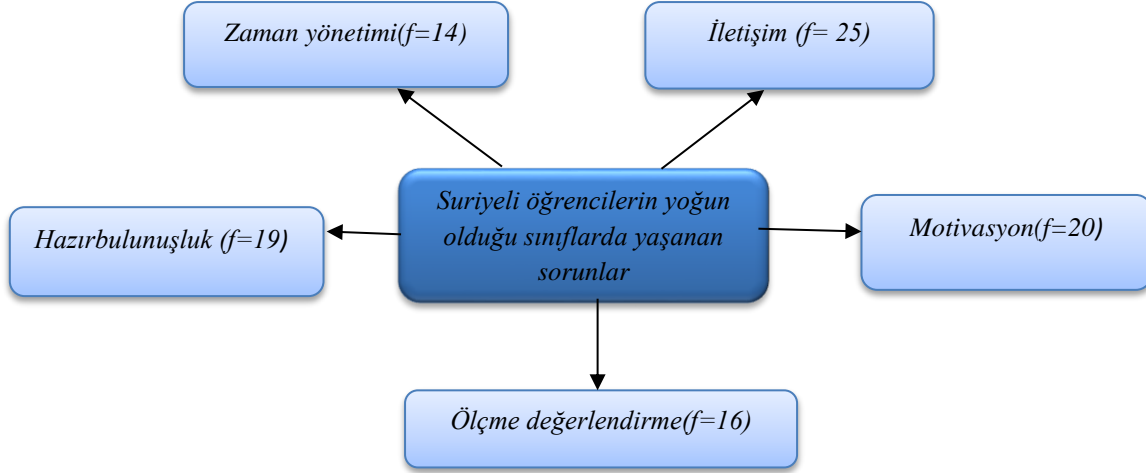 Zaman yönetimi(f=14)
İletişim (f= 25)
Suriyeli öğrencilerin yoğun
olduğu sınıflarda yaşanan
sorunlar
Hazırbulunuşluk (f=19)
Motivasyon(f=20)
Ölçme değerlendirme(f=16)